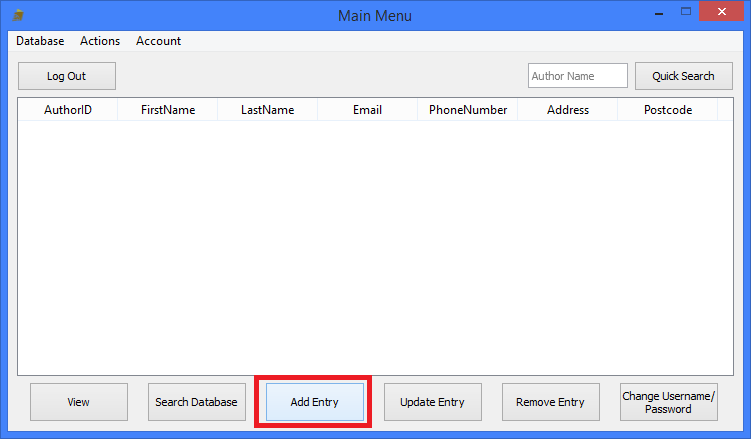 Main Menu
Database Actions Account
Log Out Author Name Quick Search
AuthorID FirstName LastName Email PhoneNumber Address Postcode
View Search Database Add Entry Update Entry Remove Entry Change Username/
Password